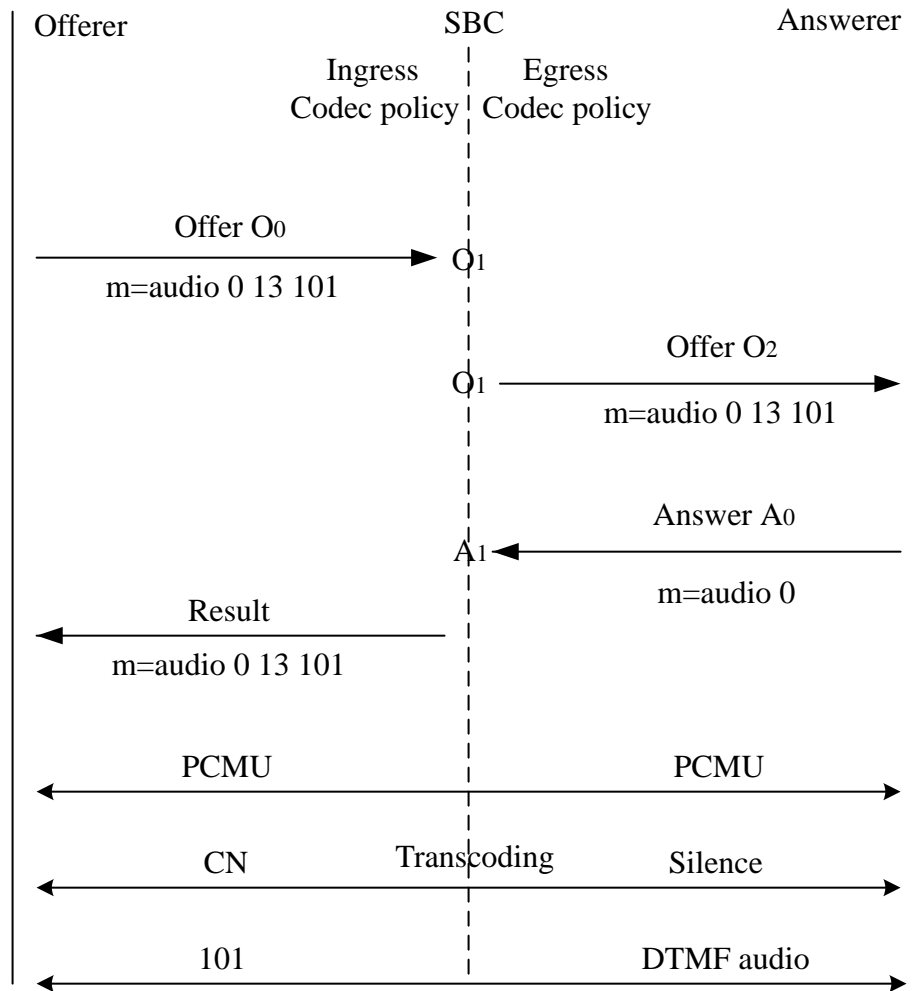 Offerer
SBC
Answerer
Ingress
Codec policy
Egress
Codec policy
Offer O0
m=audio 0 13 101
O1
O1
Offer O2
m=audio 0 13 101
Answer A0
A1
m=audio 0
Result
m=audio 0 13 101
PCMU
PCMU
CN
Transcoding
Silence
101
DTMF audio